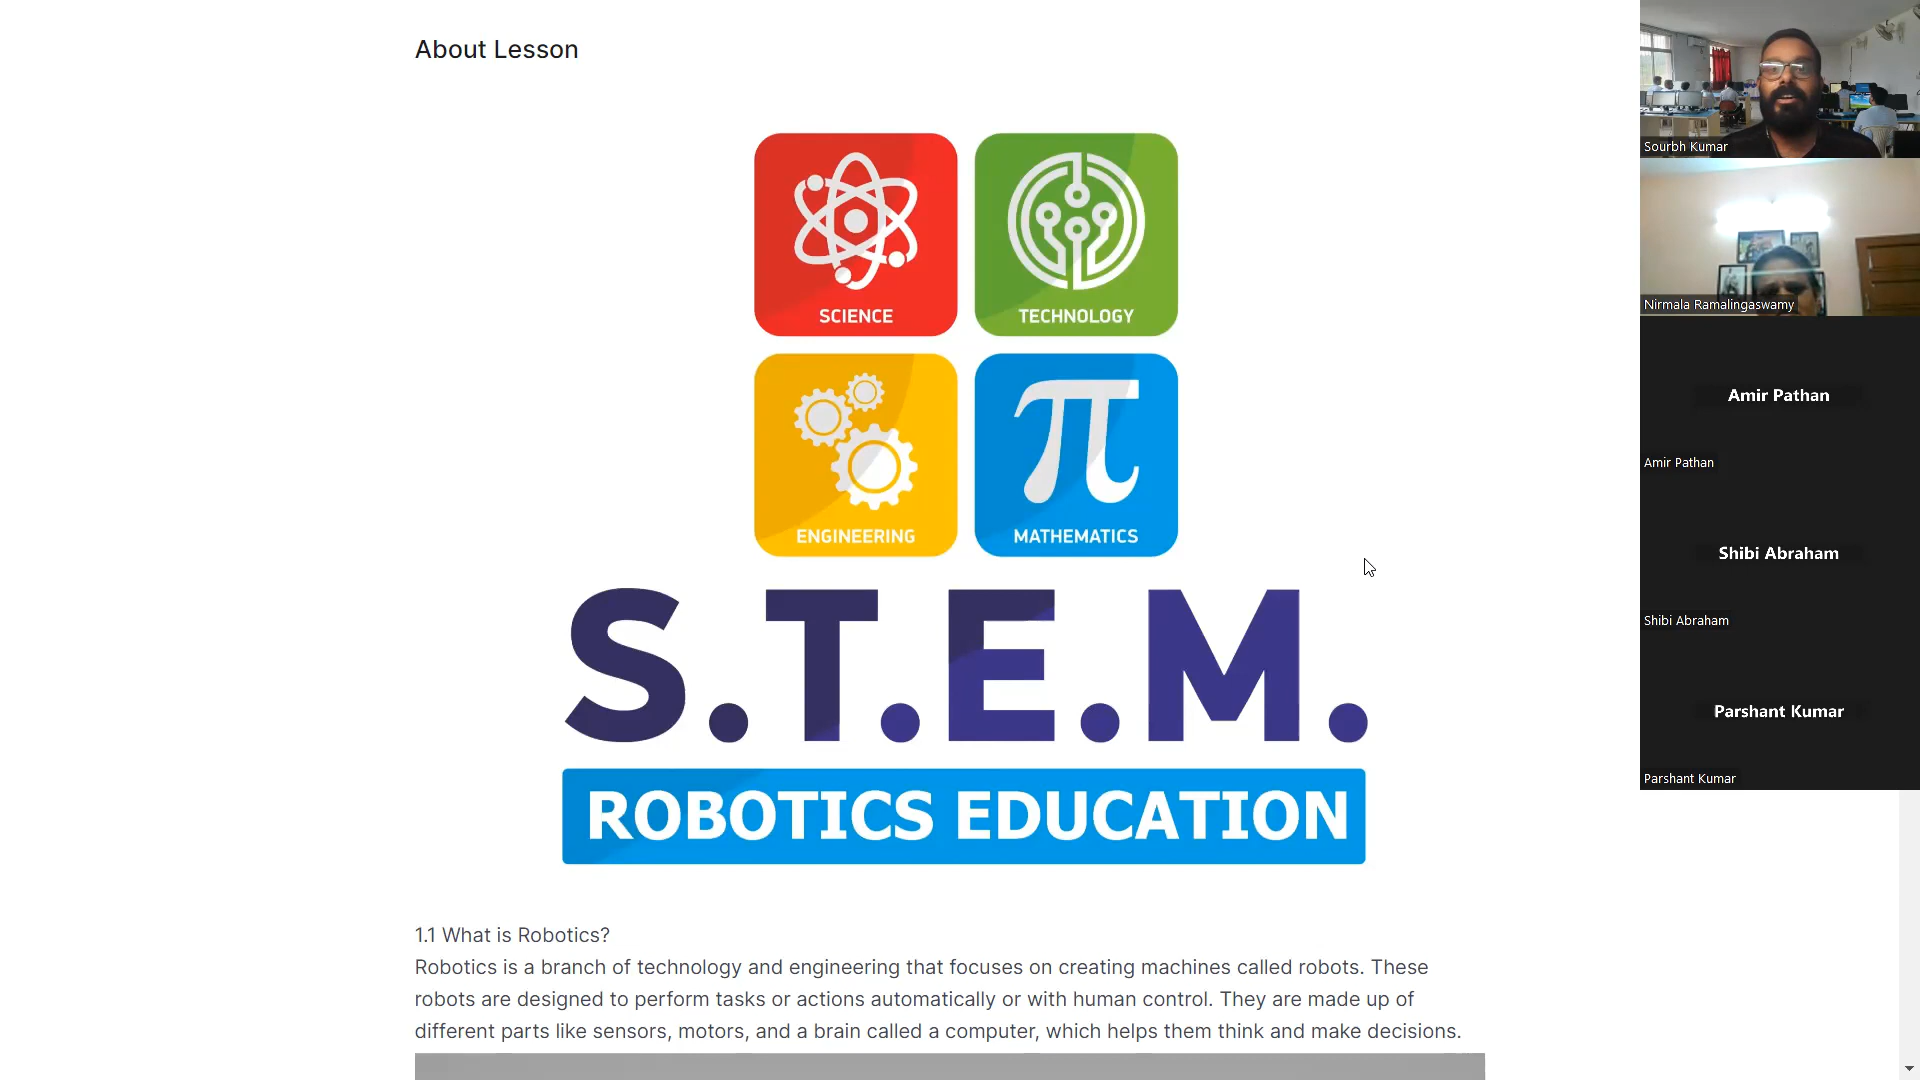 About Lesson
SCIENCE
TECHNOLOGY
ENGINEERING
MATHEMATICS
S.T.E.M.
ROBOTICS EDUCATION
1.1 What is Robotics?
Robotics is a branch of technology and engineering that focuses on creating machines called robots. These
robots are designed to perform tasks or actions automatically or with human control. They are made up of
different parts like sensors, motors, and a brain called a computer, which helps them think and make decisions.
Sourbh Kumar
Nirmala Ramalingaswamy
Amir Pathan
Amir Pathan
Shibi Abraham
Shibi Abraham
Parshant Kumar
Parshant Kumar